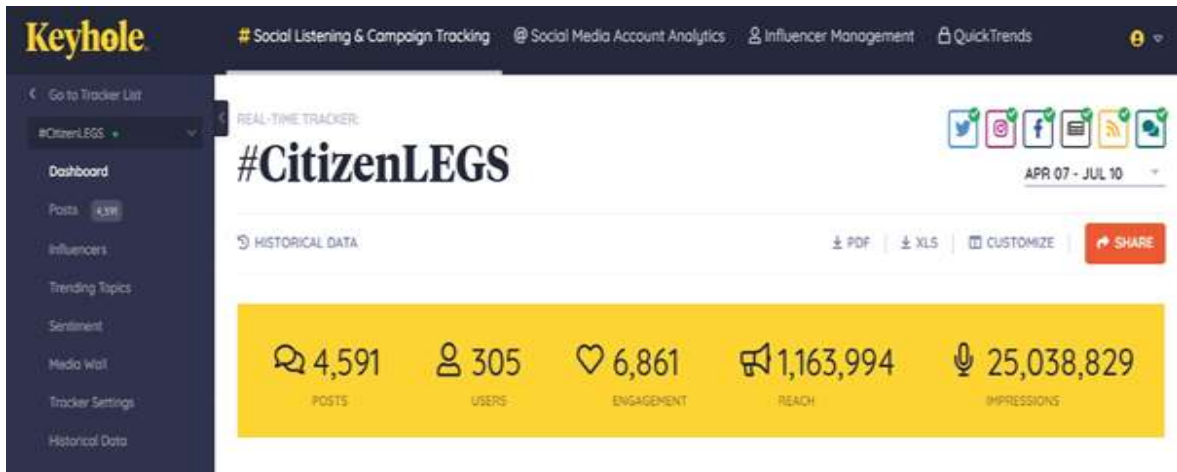 Keyhole
# Social Listening & Campaign Tracking @ Social Media Account Analytics Influencer Management QuickTrends
Go to Tracker List
#CitizenLEGS
Dashboard
Posts 4,591
Influencers
Trending Topics
Sentiment
Media Wall
Tracker Settings
Historical Data
REAL-TIME TRACKER:
#CitizenLEGS
APR 07 - JUL 10
HISTORICAL DATA
PDF | XLS | CUSTOMIZE | SHARE
4,591 305 6,861 1,163,994 25,038,829
POSTS USERS ENGAGEMENT REACH IMPRESSIONS